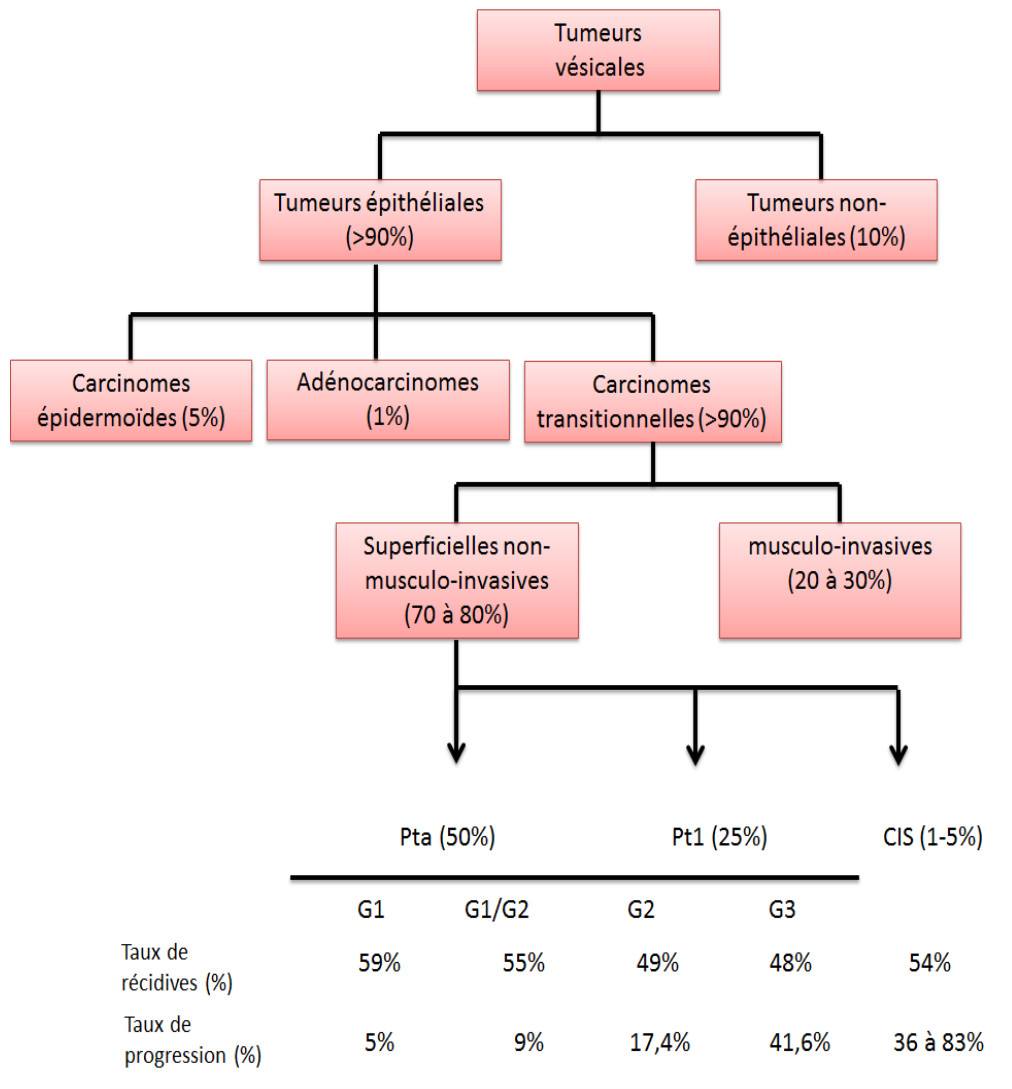 Tumeurs
vésicales
Tumeurs épithéliales
(>90%)
Tumeurs non-
épithéliales (10%)
Carcinomes
épidermoïdes (5%)
Adénocarcinomes
(1%)
Carcinomes
transitionnelles (>90%)
Superficielles non-
musculo-invasives
(70 à 80%)
musculo-invasives
(20 à 30%)
Pta (50%) Pt1 (25%) CIS (1-5%)
G1 G1/G2 G2 G3
Taux de
récidives (%)
59% 55% 49% 48% 54%
Taux de
progression (%)
5% 9% 17,4% 41,6% 36 à 83%